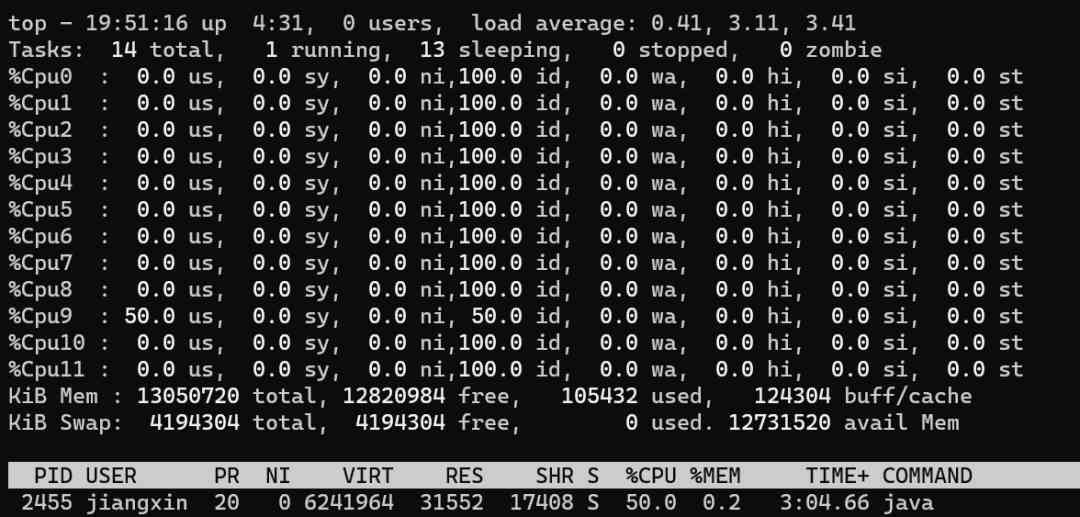 top - 19:51:16 up  4:31,  0 users,  load average: 0.41, 3.11, 3.41
Tasks:  14 total,   1 running,  13 sleeping,   0 stopped,   0 zombie
%Cpu0  :  0.0 us,  0.0 sy,  0.0 ni,100.0 id,  0.0 wa,  0.0 hi,  0.0 si,  0.0 st
%Cpu1  :  0.0 us,  0.0 sy,  0.0 ni,100.0 id,  0.0 wa,  0.0 hi,  0.0 si,  0.0 st
%Cpu2  :  0.0 us,  0.0 sy,  0.0 ni,100.0 id,  0.0 wa,  0.0 hi,  0.0 si,  0.0 st
%Cpu3  :  0.0 us,  0.0 sy,  0.0 ni,100.0 id,  0.0 wa,  0.0 hi,  0.0 si,  0.0 st
%Cpu4  :  0.0 us,  0.0 sy,  0.0 ni,100.0 id,  0.0 wa,  0.0 hi,  0.0 si,  0.0 st
%Cpu5  :  0.0 us,  0.0 sy,  0.0 ni,100.0 id,  0.0 wa,  0.0 hi,  0.0 si,  0.0 st
%Cpu6  :  0.0 us,  0.0 sy,  0.0 ni,100.0 id,  0.0 wa,  0.0 hi,  0.0 si,  0.0 st
%Cpu7  :  0.0 us,  0.0 sy,  0.0 ni,100.0 id,  0.0 wa,  0.0 hi,  0.0 si,  0.0 st
%Cpu8  :  0.0 us,  0.0 sy,  0.0 ni,100.0 id,  0.0 wa,  0.0 hi,  0.0 si,  0.0 st
%Cpu9  : 50.0 us,  0.0 sy,  0.0 ni, 50.0 id,  0.0 wa,  0.0 hi,  0.0 si,  0.0 st
%Cpu10 :  0.0 us,  0.0 sy,  0.0 ni,100.0 id,  0.0 wa,  0.0 hi,  0.0 si,  0.0 st
%Cpu11 :  0.0 us,  0.0 sy,  0.0 ni,100.0 id,  0.0 wa,  0.0 hi,  0.0 si,  0.0 st
KiB Mem : 13050720 total, 12820984 free,   105432 used,   124304 buff/cache
KiB Swap:  4194304 total,  4194304 free,        0 used. 12731520 avail Mem
  PID USER      PR  NI    VIRT    RES    SHR S  %CPU %MEM     TIME+ COMMAND
 2455 jiangxin  20   0 6241964  31552  17408 S  50.0  0.2   3:04.66 java